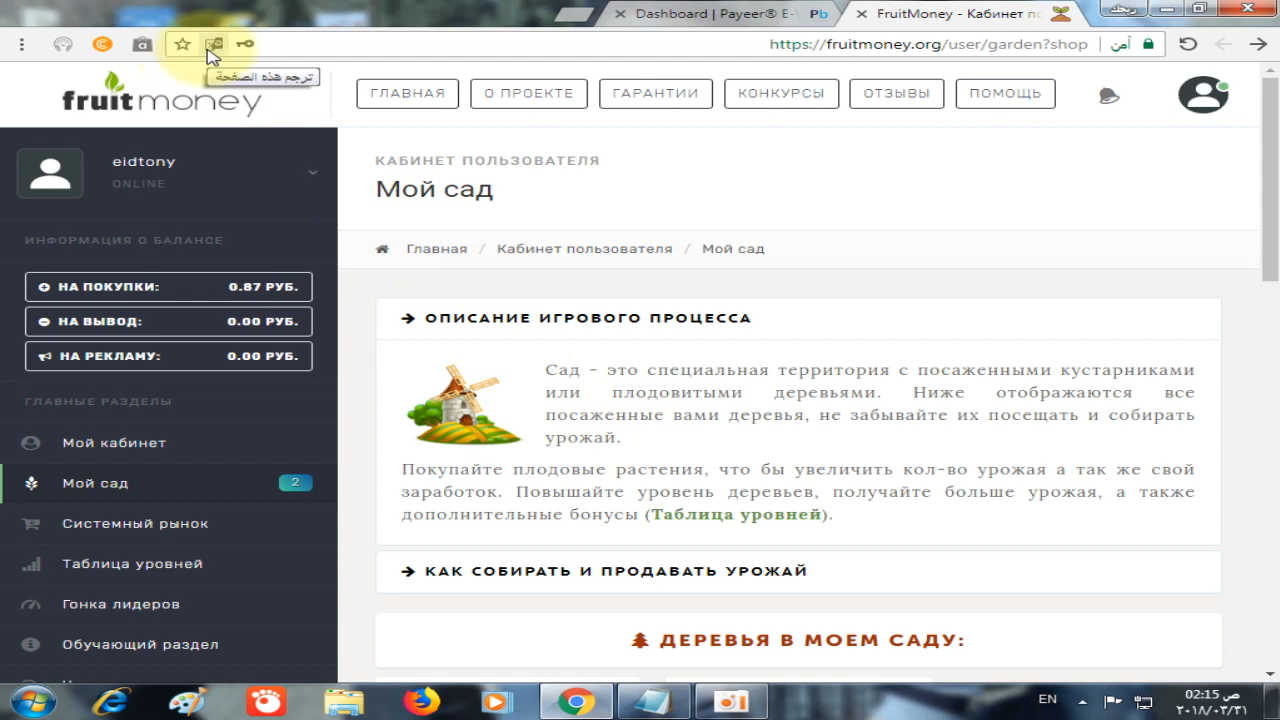 Dashboard | Payeer® E-
Pb
FruitMoney - Кабинет по
ريحك
https://fruitmoney.org/user/garden?shop
آمن
ترجم هذه الصفحة
fruitmoney
ГЛАВНАЯ
О ПРОЕКТЕ
ГАРАНТИИ
КОНКУРСЫ
ОТЗЫВЫ
ПОМОЩЬ
eidtony
ONLINE
ИНФОРМАЦИЯ О БАЛАНСЕ
НА ПОКУПКИ: 0.87 РУБ.
НА ВЫВОД: 0.00 РУБ.
НА РЕКЛАМУ: 0.00 РУБ.
ГЛАВНЫЕ РАЗДЕЛЫ
Мой кабинет
Мой сад 2
Системный рынок
Таблица уровней
Гонка лидеров
Обучающий раздел
КАБИНЕТ ПОЛЬЗОВАТЕЛЯ
Мой сад
Главная / Кабинет пользователя / Мой сад
ОПИСАНИЕ ИГРОВОГО ПРОЦЕССА
Сад - это специальная территория с посаженными кустарниками
или плодовитыми деревьями. Ниже отображаются все
посаженные вами деревья, не забывайте их посещать и собирать
урожай.
Покупайте плодовые растения, что бы увеличить кол-во урожая а так же свой
заработок. Повышайте уровень деревьев, получайте больше урожая, а также
дополнительные бонусы (Таблица уровней).
КАК СОБИРАТЬ И ПРОДАВАТЬ УРОЖАЙ
ДЕРЕВЬЯ В МОЕМ САДУ:
EN
02:15 ص
٢٠١٨/٠٣/٣١